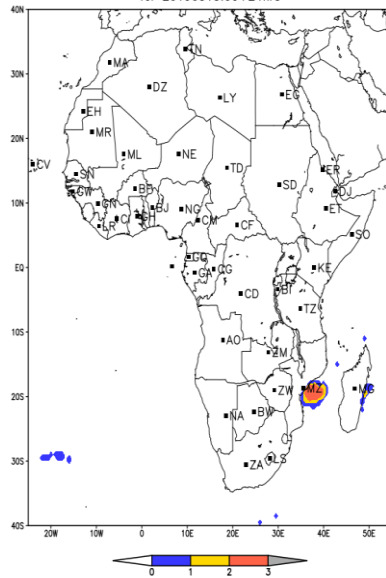 40N
TN
MA
30N
DZ
LY
EG
EH
MR
20N
CV
ML
NE
TD
ER
SN
SD
DJ
GW
BF
10N
GN
BJ
NG
ET
CI
GH
CM
LR
CF
SO
GQ
EQ
GA
CG
KE
BI
CD
TZ
10S
AO
ZM
MZ
MG
20S
ZW
NA
BW
30S
LS
ZA
40S
20W
10W
0
10E
20E
30E
40E
50E
0
1
2
3